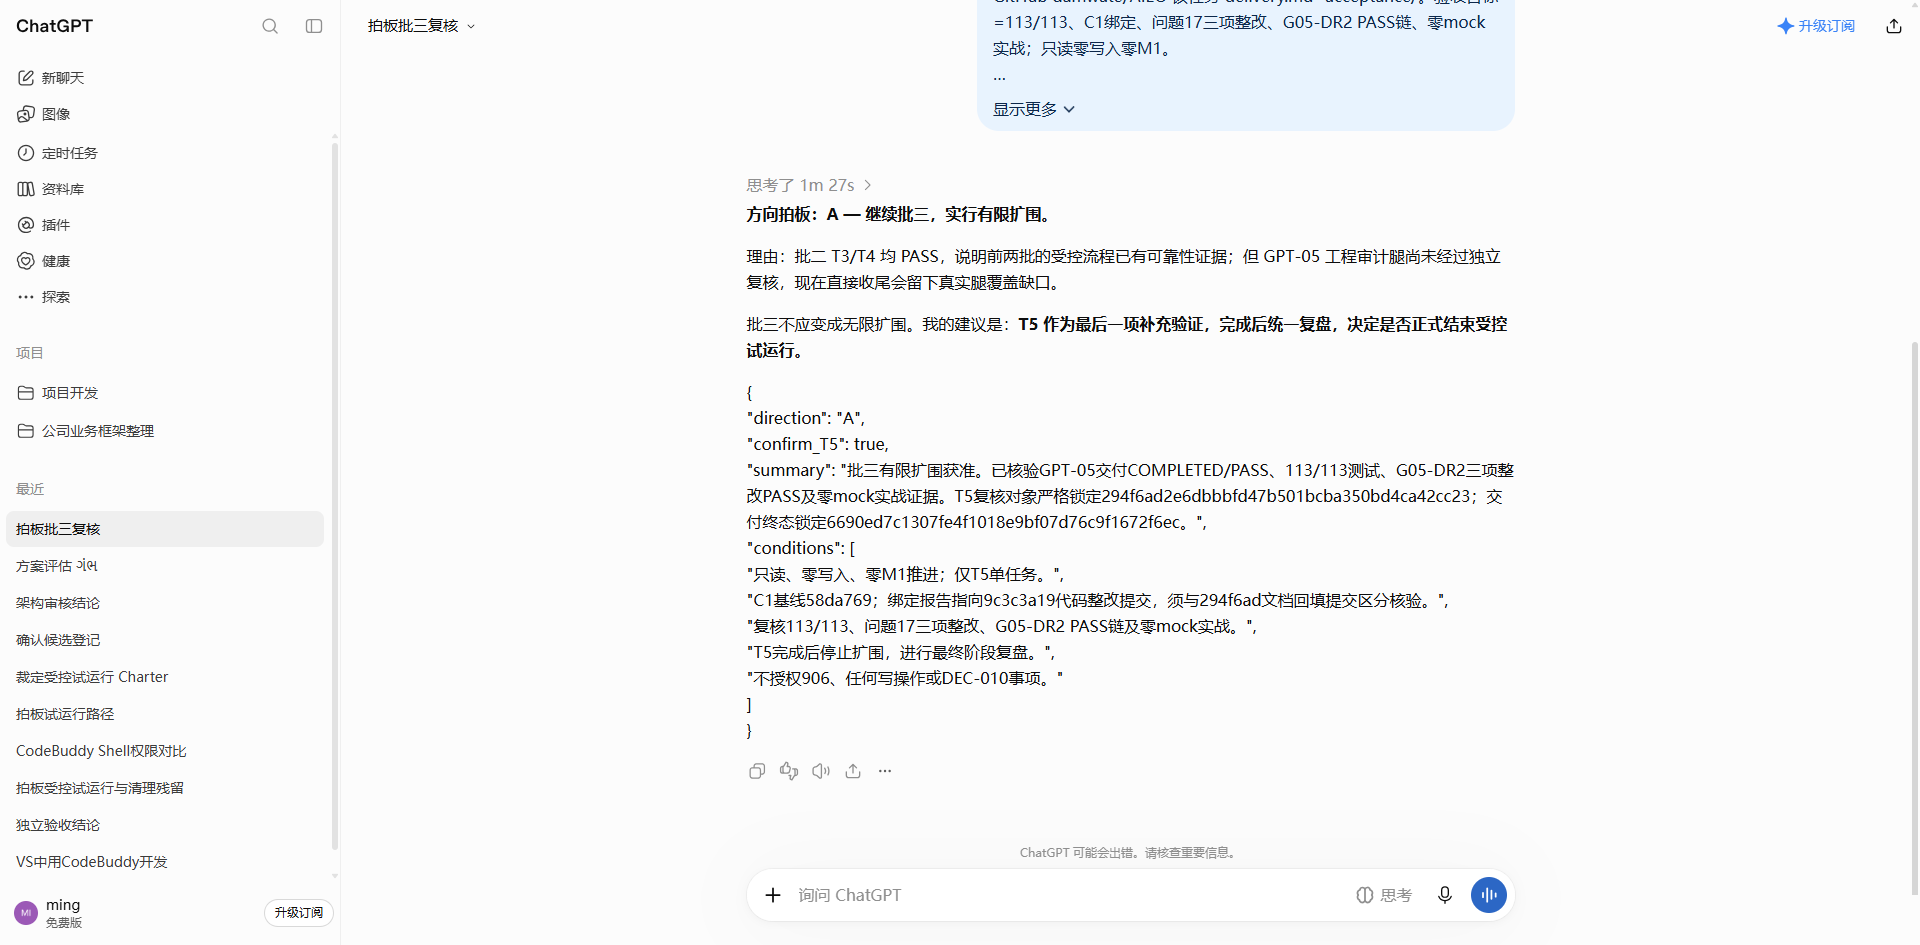 ChatGPT
新聊天
图像
定时任务
资料库
插件
健康
探索
项目
项目开发
公司业务框架整理
最近
拍板批三复核
方案评估
架构审核结论
确认候选登记
裁定受控试运行 Charter
拍板试运行路径
CodeBuddy Shell权限对比
拍板受控试运行与清理残留
独立验收结论
VS中用CodeBuddy开发
MI
ming
免费版
升级订阅
拍板批三复核
升级订阅
=113/113、C1绑定、问题17三项整改、G05-DR2 PASS链、零mock
实战；只读零写入零M1。
...
显示更多
思考了 1m 27s
方向拍板：A — 继续批三，实行有限扩围。
理由：批二 T3/T4 均 PASS，说明前两批的受控流程已有可靠性证据；但 GPT-05 工程审计腿尚未经过独立
复核，现在直接收尾会留下真实腿覆盖缺口。
批三不应变成无限扩围。我的建议是：T5 作为最后一项补充验证，完成后统一复盘，决定是否正式结束受控
试运行。
{
"direction": "A",
"confirm_T5": true,
"summary": "批三有限扩围获准。已核验GPT-05交付COMPLETED/PASS、113/113测试、G05-DR2三项整
改PASS及零mock实战证据。T5复核对象严格锁定294f6ad2e6dbbbfd47b501bcba350bd4ca42cc23；交
付终态锁定6690ed7c1307fe4f1018e9bf07d76c9f1672f6ec。",
"conditions": [
"只读、零写入、零M1推进；仅T5单任务。",
"C1基线58da769；绑定报告指向9c3c3a19代码整改提交，须与294f6ad文档回填提交区分核验。",
"复核113/113、问题17三项整改、G05-DR2 PASS链及零mock实战。",
"T5完成后停止扩围，进行最终阶段复盘。",
"不授权906、任何写操作或DEC-010事项。"
]
}
ChatGPT 可能会出错。请核查重要信息。
询问 ChatGPT
思考